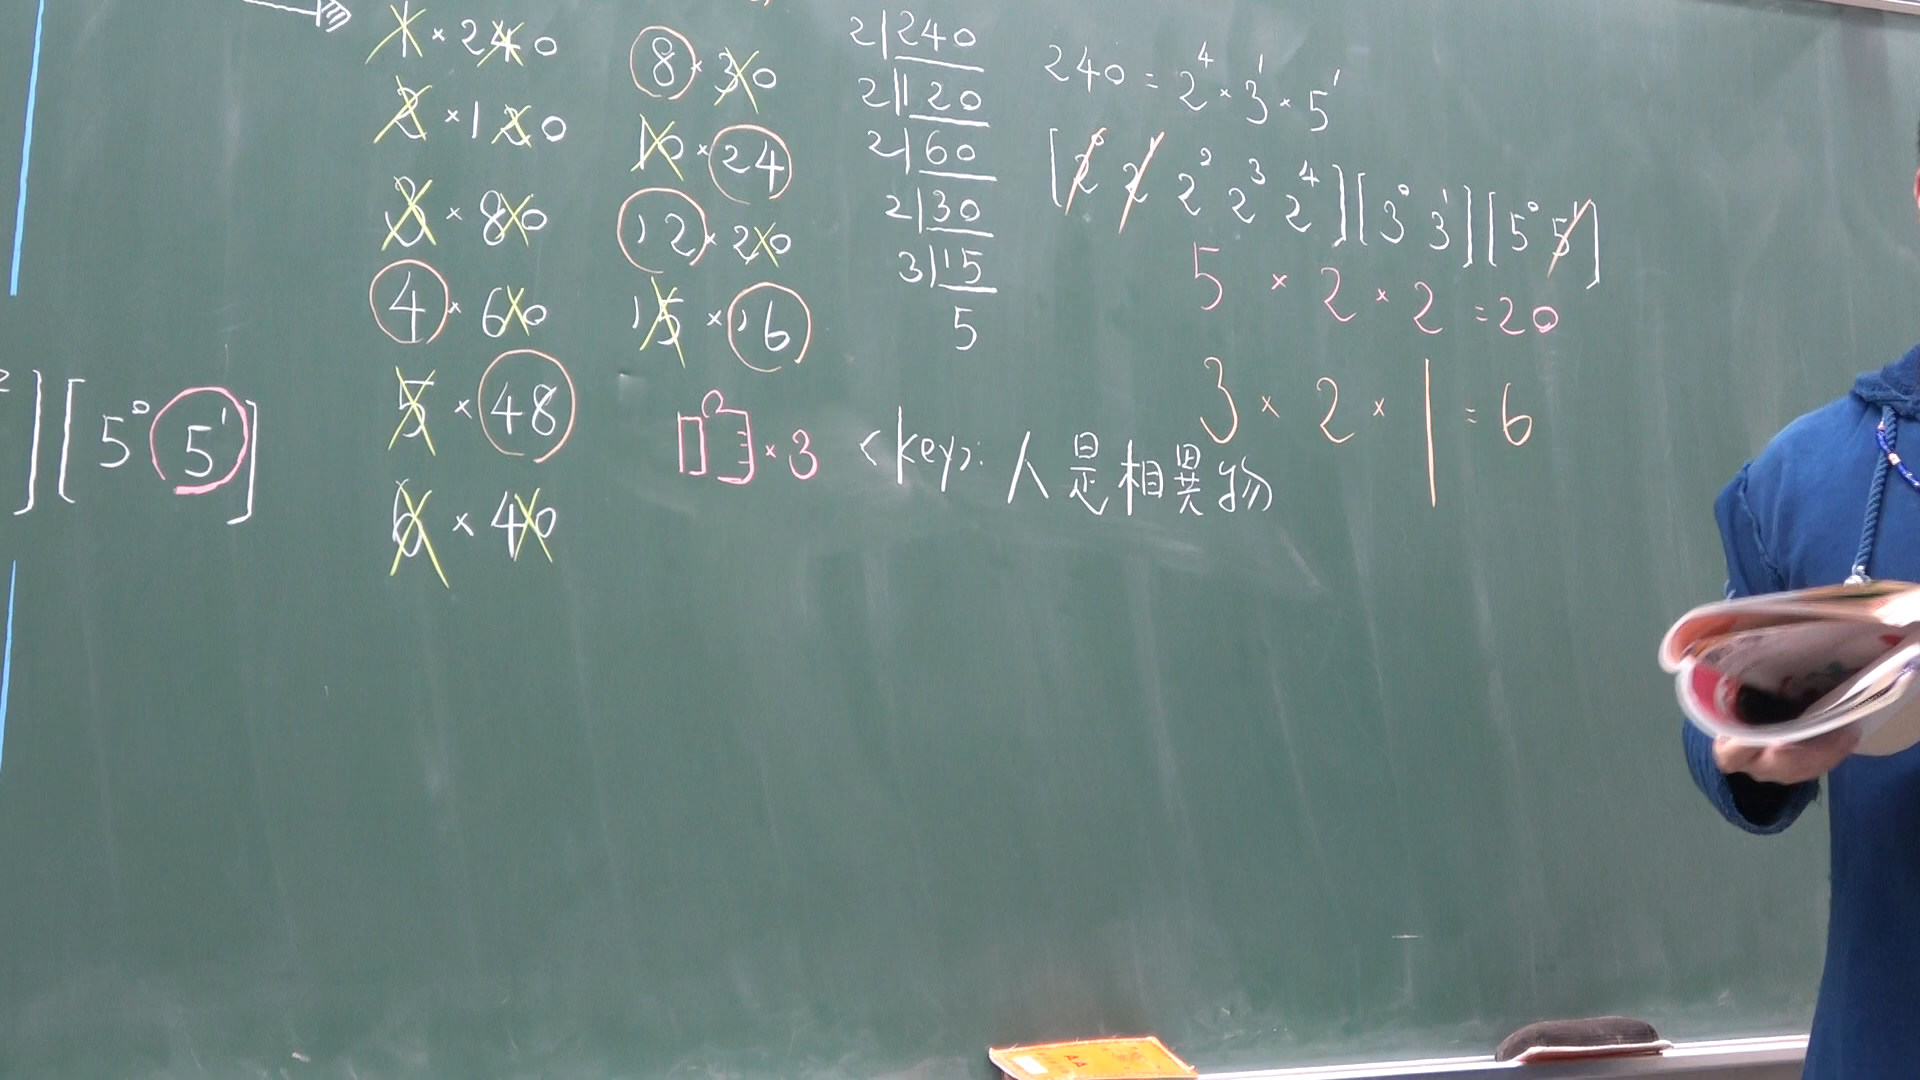 1 × 240
2 × 120
3 × 80
4 × 60
5 × 48
6 × 40
8 × 30
10 × 24
12 × 20
15 × 16
2|240
2|120
2|60
2|30
3|15
5
240 = 2⁴ × 3¹ × 5¹
[2⁰ 2¹ 2² 2³ 2⁴][3⁰ 3¹][5⁰ 5¹]
5 × 2 × 2 = 20
3 × 2 × 1 = 6
][5⁰ 5¹]
× 3 <key>: 人是相異物